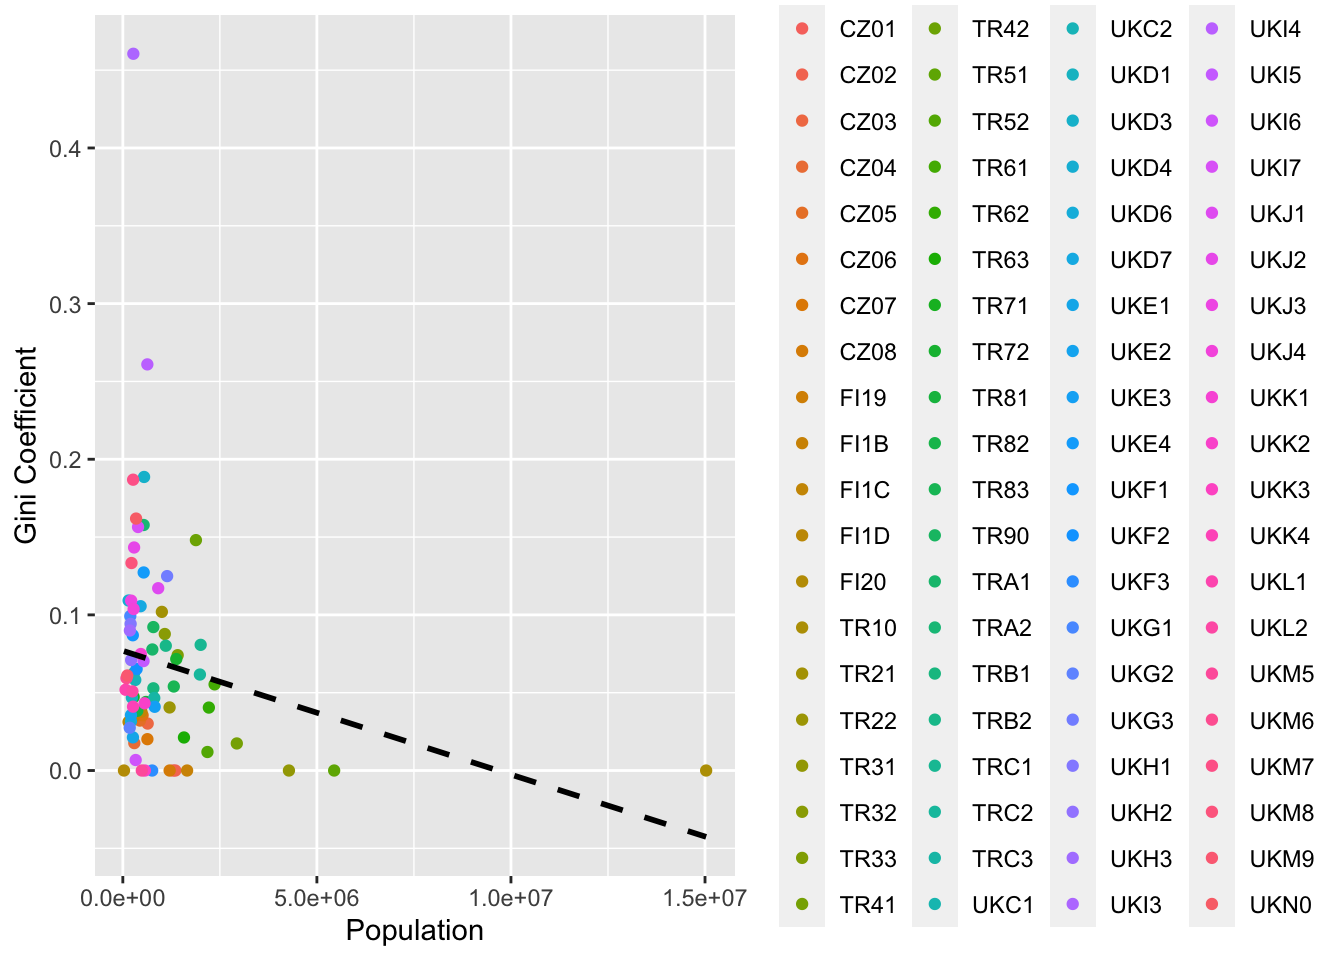 Gini Coefficient
0.4
0.3
0.2
0.1
0.0
0.0e+00 5.0e+06 1.0e+07 1.5e+07
Population
CZ01 TR42 UKC2 UKI4
CZ02 TR51 UKD1 UKI5
CZ03 TR52 UKD3 UKI6
CZ04 TR61 UKD4 UKI7
CZ05 TR62 UKD6 UKJ1
CZ06 TR63 UKD7 UKJ2
CZ07 TR71 UKE1 UKJ3
CZ08 TR72 UKE2 UKJ4
FI19 TR81 UKE3 UKK1
FI1B TR82 UKE4 UKK2
FI1C TR83 UKF1 UKK3
FI1D TR90 UKF2 UKK4
FI20 TRA1 UKF3 UKL1
TR10 TRA2 UKG1 UKL2
TR21 TRB1 UKG2 UKM5
TR22 TRB2 UKG3 UKM6
TR31 TRC1 UKH1 UKM7
TR32 TRC2 UKH2 UKM8
TR33 TRC3 UKH3 UKM9
TR41 UKC1 UKI3 UKN0